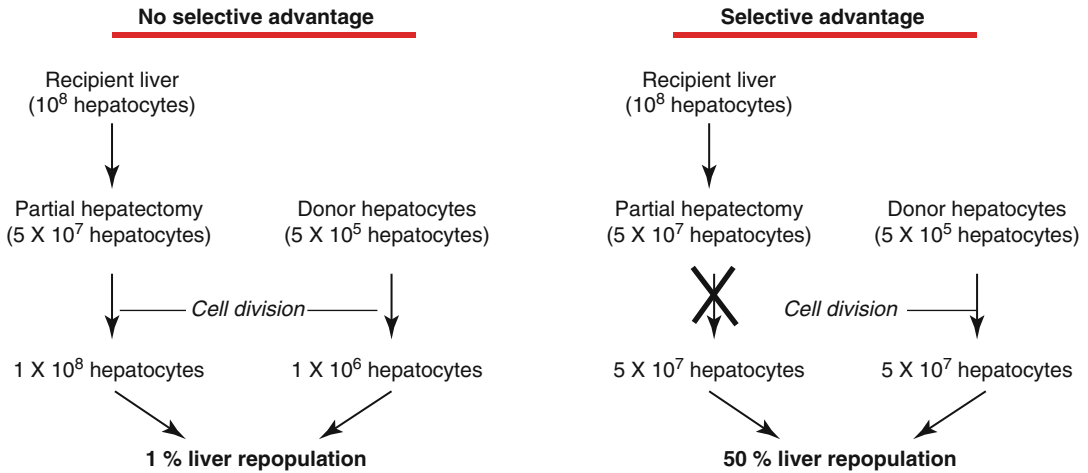 No selective advantage
Recipient liver
(10⁸ hepatocytes)
Partial hepatectomy
(5 X 10⁷ hepatocytes)
Donor hepatocytes
(5 X 10⁵ hepatocytes)
Cell division
1 X 10⁸ hepatocytes
1 X 10⁶ hepatocytes
1 % liver repopulation
Selective advantage
Recipient liver
(10⁸ hepatocytes)
Partial hepatectomy
(5 X 10⁷ hepatocytes)
Donor hepatocytes
(5 X 10⁵ hepatocytes)
Cell division
5 X 10⁷ hepatocytes
5 X 10⁷ hepatocytes
50 % liver repopulation